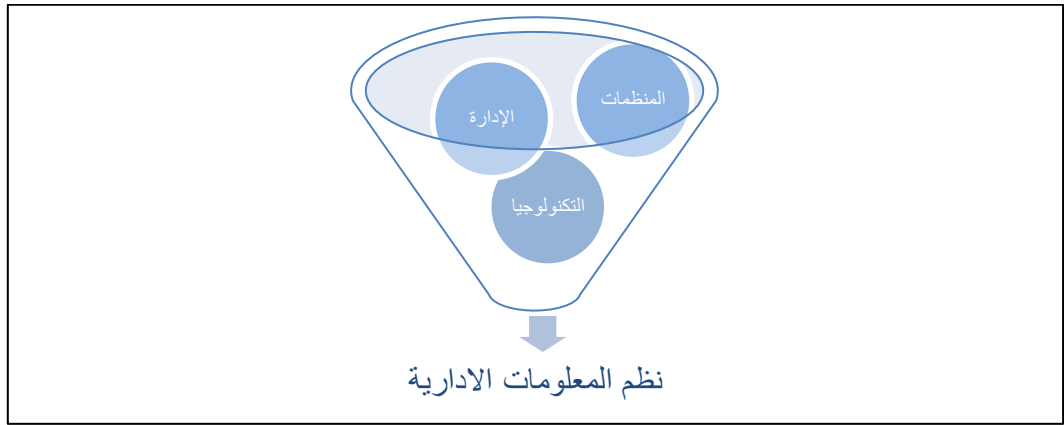 المنظمات
الإدارة
التكنولوجيا
نظم المعلومات الادارية